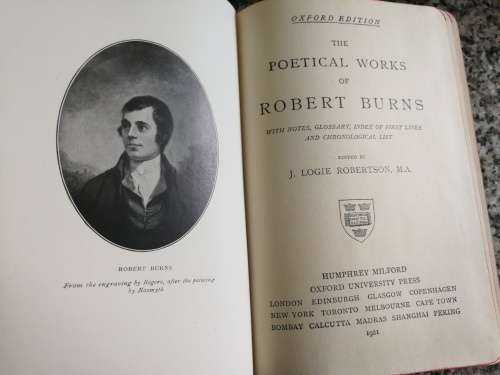 ROBERT BURNS
From the engraving by Rogers, after the painting
by Nasmyth
OXFORD EDITION
THE
POETICAL WORKS
OF
ROBERT BURNS
WITH NOTES, GLOSSARY, INDEX OF FIRST LINES
AND CHRONOLOGICAL LIST
EDITED BY
J. LOGIE ROBERTSON, M.A.
HUMPHREY MILFORD
OXFORD UNIVERSITY PRESS
LONDON EDINBURGH GLASGOW COPENHAGEN
NEW YORK TORONTO MELBOURNE CAPE TOWN
BOMBAY CALCUTTA MADRAS SHANGHAI PEKING
1921